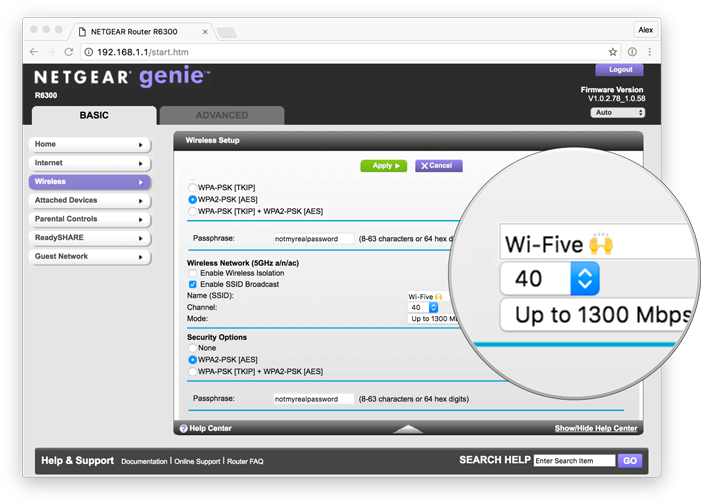 NETGEAR Router R6300
Alex
192.168.1.1/start.htm
NETGEAR® genie™
Logout
R6300
Firmware Version
V1.0.2.78_1.0.58
Auto
BASIC
ADVANCED
Home
Internet
Wireless
Attached Devices
Parental Controls
ReadySHARE
Guest Network
Wireless Setup
Apply
Cancel
WPA-PSK [TKIP]
WPA2-PSK [AES]
WPA-PSK [TKIP] + WPA2-PSK [AES]
Passphrase: notmyrealpassword (8-63 characters or 64 hex d
Wireless Network (5GHz a/n/ac)
Enable Wireless Isolation
Enable SSID Broadcast
Name (SSID): Wi-Five 🙌
Channel: 40
Mode: Up to 1300 M
Security Options
None
WPA2-PSK [AES]
WPA-PSK [TKIP] + WPA2-PSK [AES]
Passphrase: notmyrealpassword (8-63 characters or 64 hex digits)
Wi-Five 🙌
40
Up to 1300 Mbps
Help Center
Show/Hide Help Center
Help & Support Documentation | Online Support | Router FAQ
SEARCH HELP Enter Search Item GO